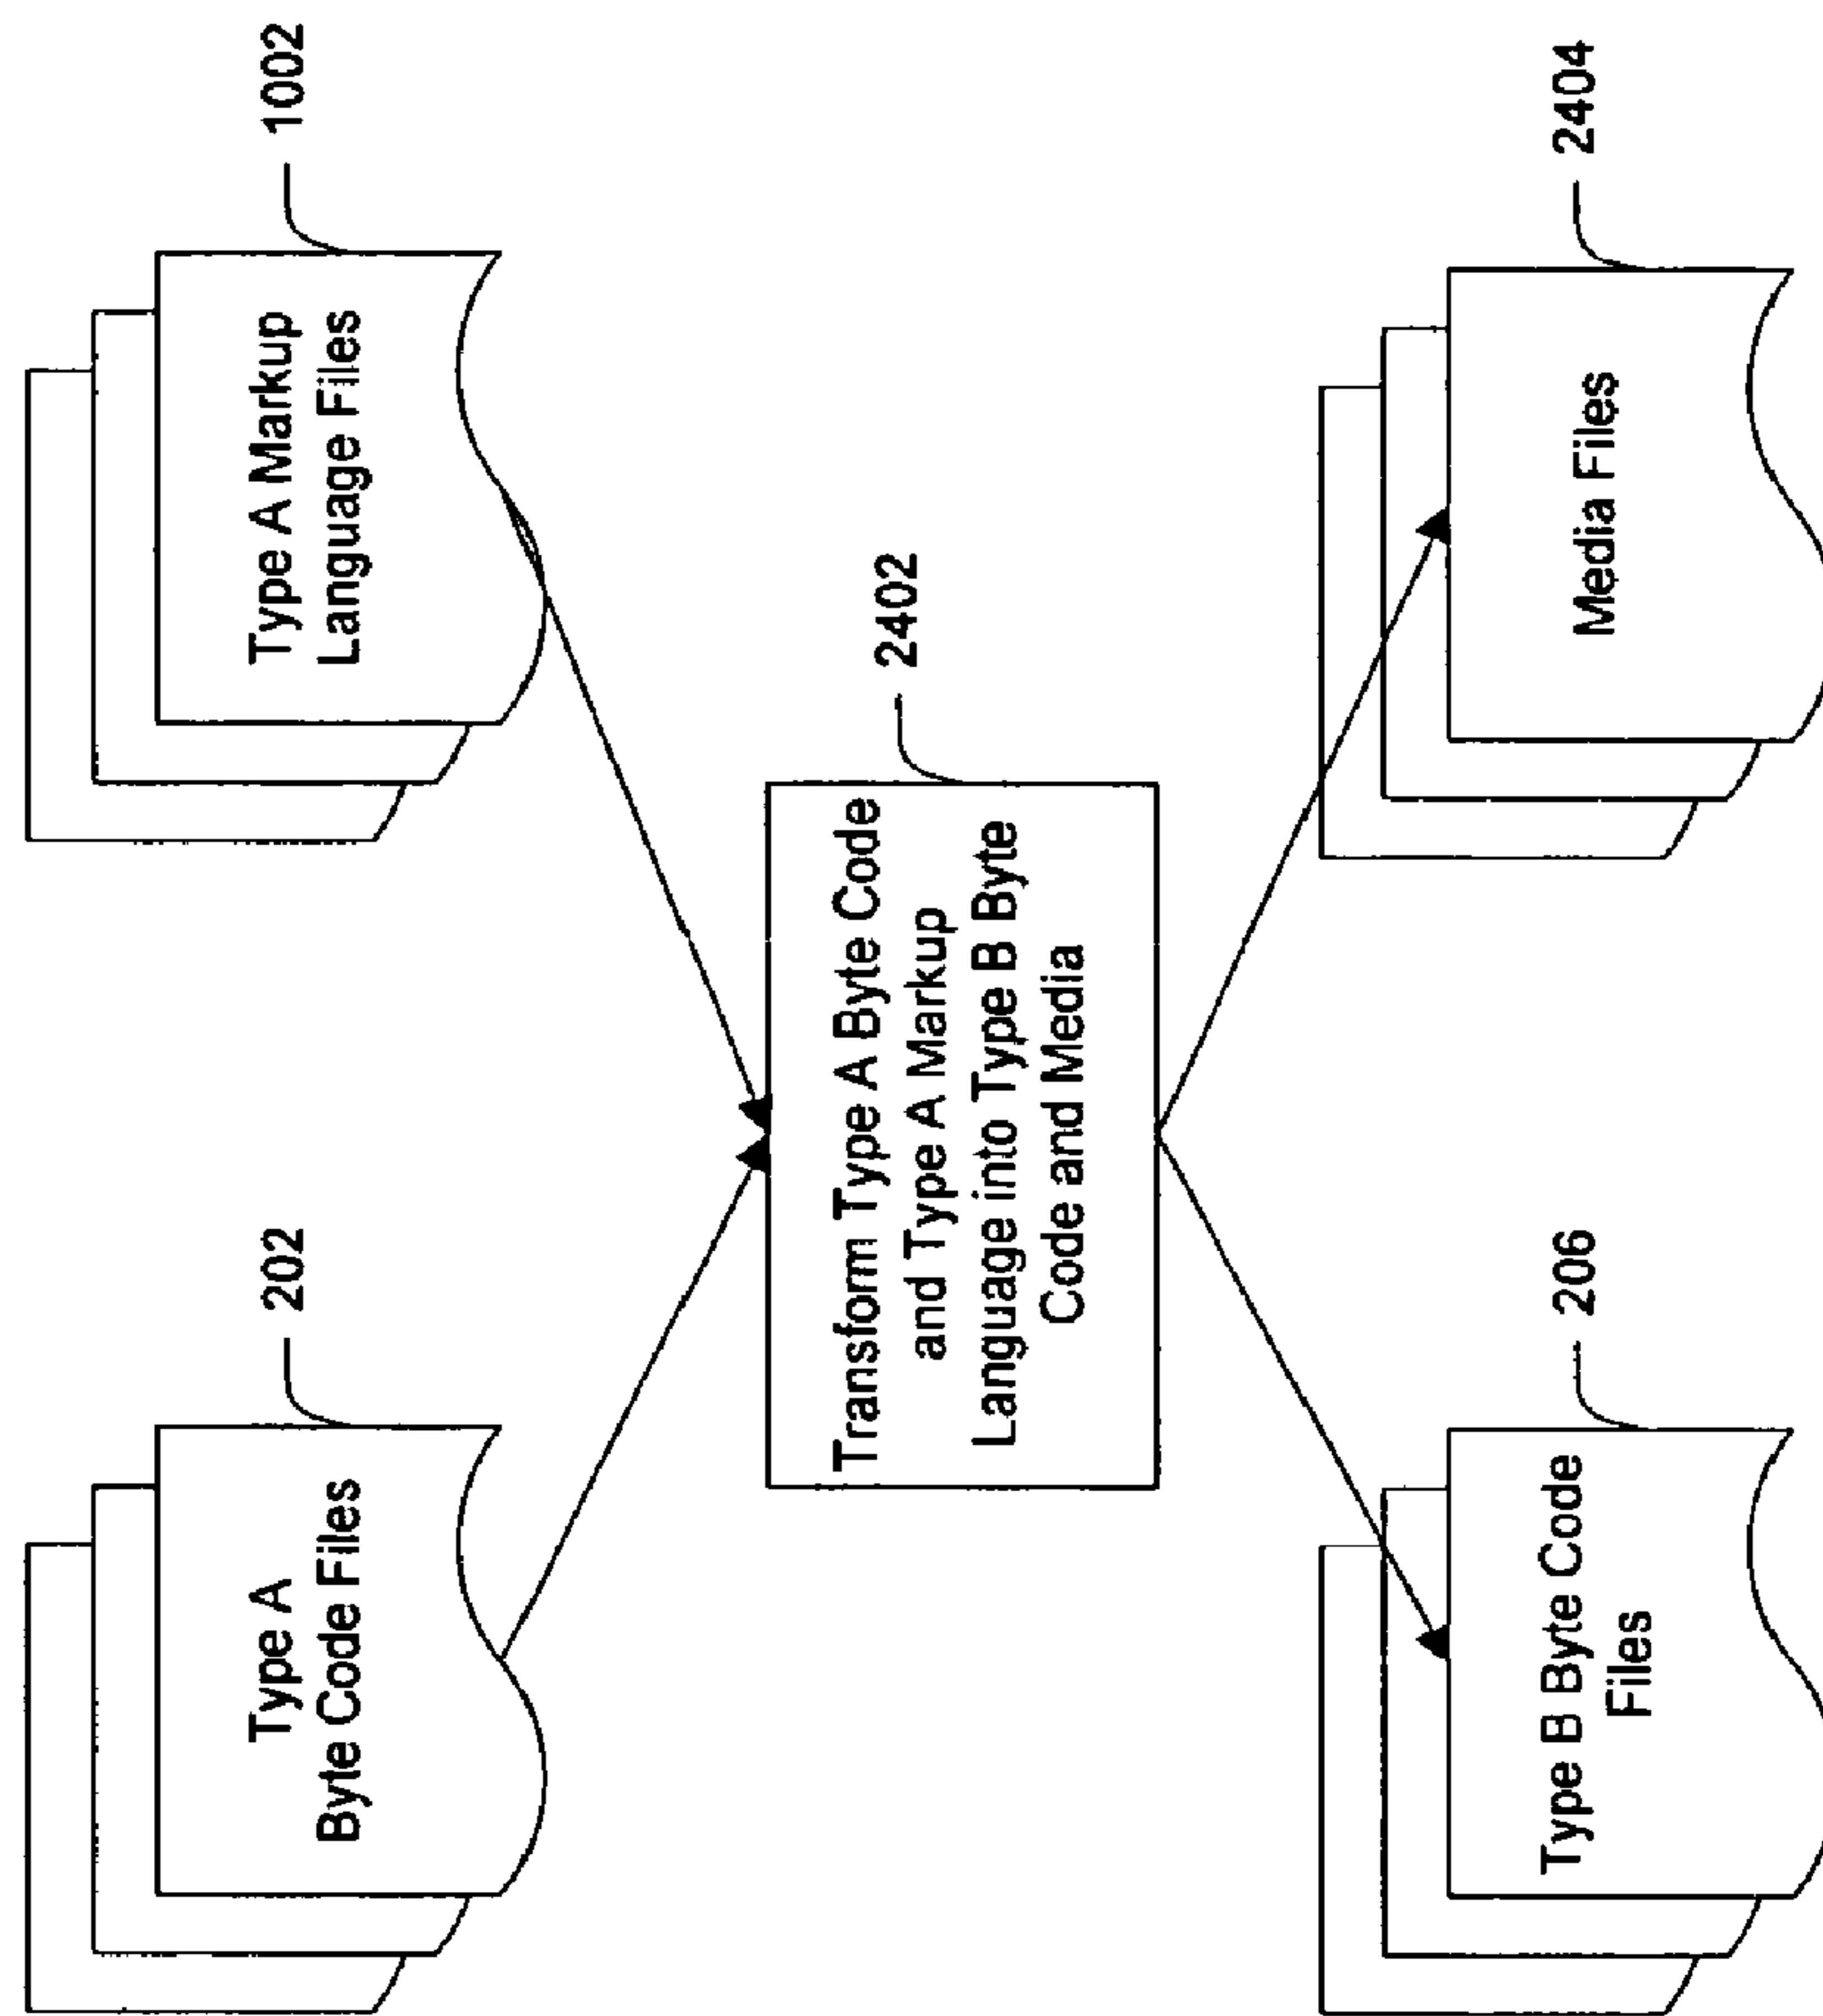 202
Type A
Byte Code Files
1002
Type A Markup
Language Files
2402
Transform Type A Byte Code
and Type A Markup
Language into Type B Byte
Code and Media
206
Type B Byte Code
Files
2404
Media Files